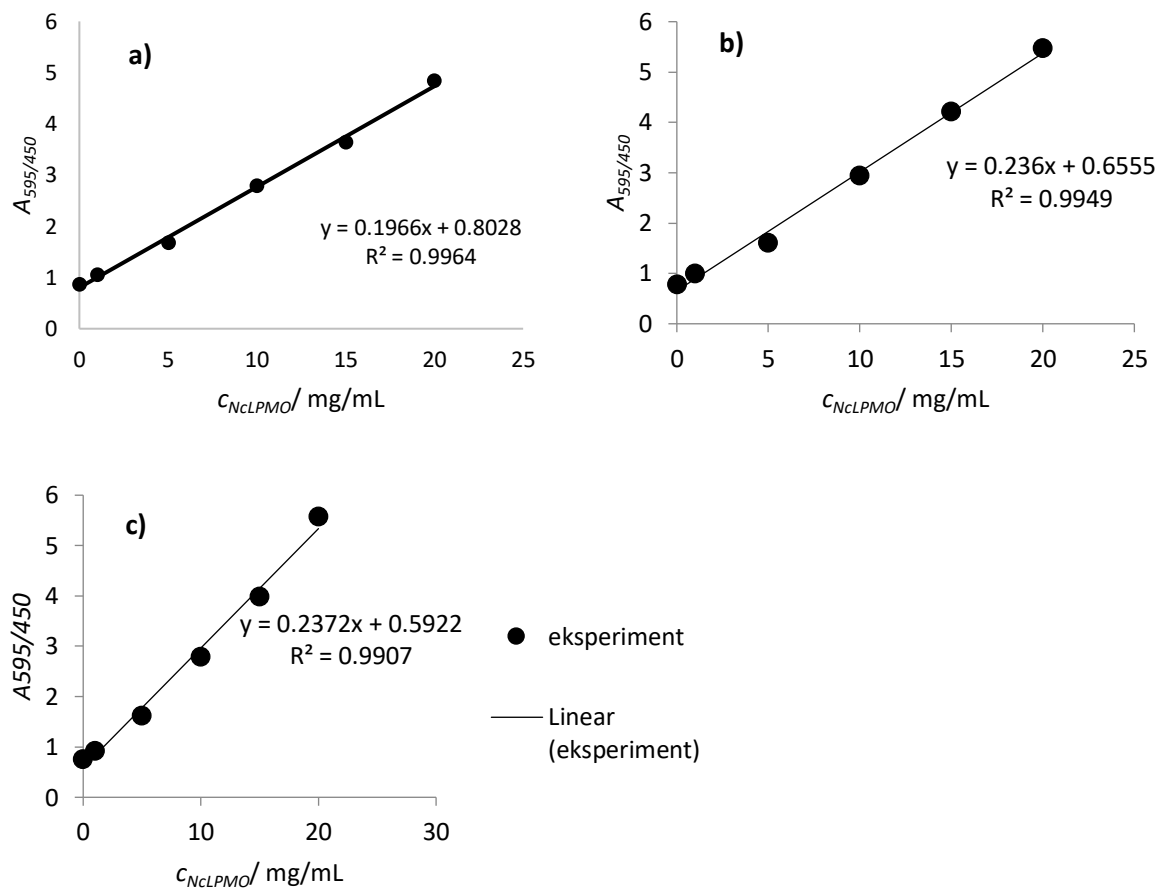 a)
6
5
4
3
2
1
0
A595/450
y = 0.1966x + 0.8028
R² = 0.9964
0 5 10 15 20 25
cNcLPMO/ mg/mL
b)
6
5
4
3
2
1
0
A595/450
y = 0.236x + 0.6555
R² = 0.9949
0 5 10 15 20 25
cNcLPMO/ mg/mL
c)
6
5
4
3
2
1
0
A595/450
y = 0.2372x + 0.5922
R² = 0.9907
0 10 20 30
cNcLPMO/ mg/mL
eksperiment
Linear
(eksperiment)